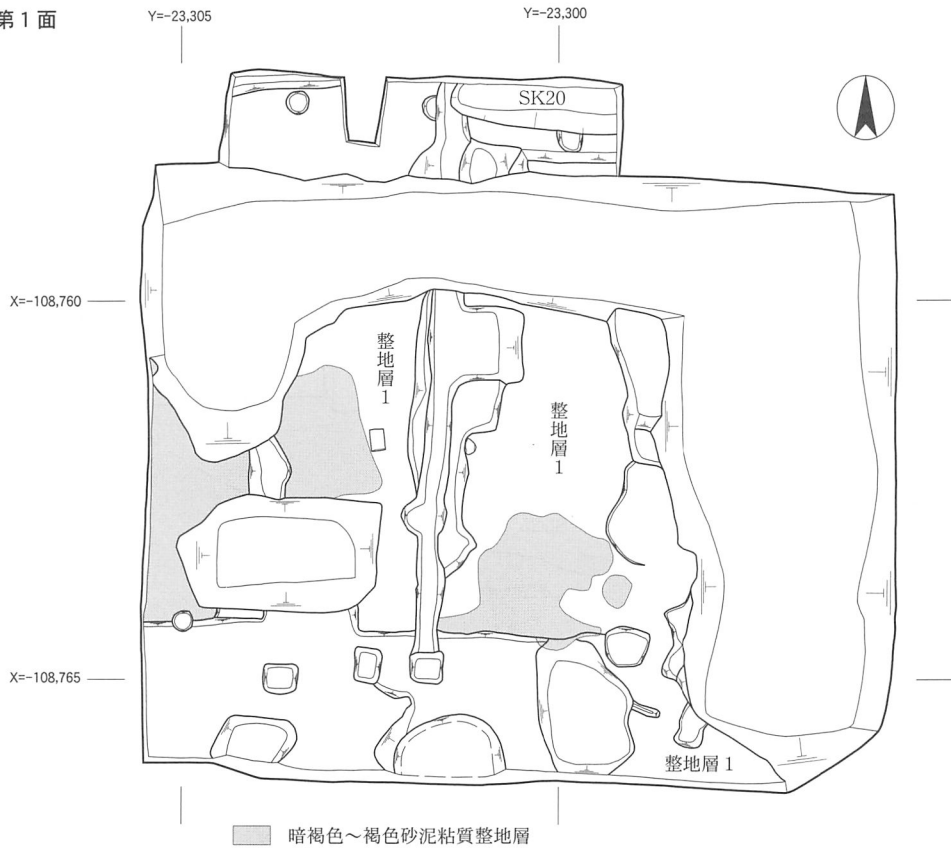 第1面
Y=-23,305
Y=-23,300
SK20
X=-108,760
整地層1
整地層1
X=-108,765
整地層1
暗褐色～褐色砂泥粘質整地層